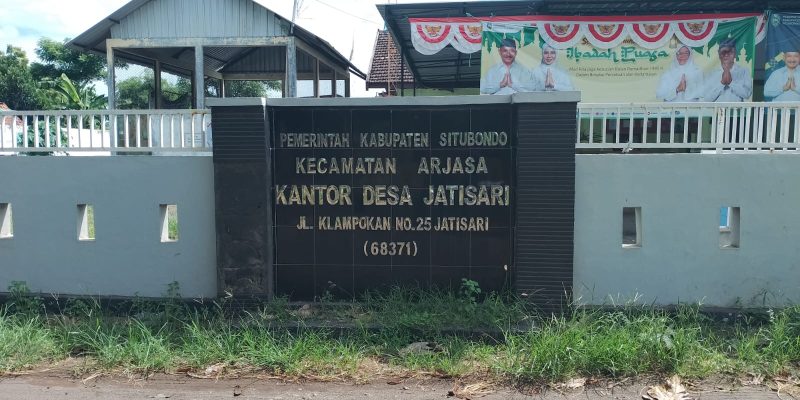 Ibadah Puasa
PEMERINTAH KABUPATEN SITUBONDO
KECAMATAN ARJASA
KANTOR DESA JATISARI
JL. KLAMPOKAN NO.25 JATISARI
(68371)